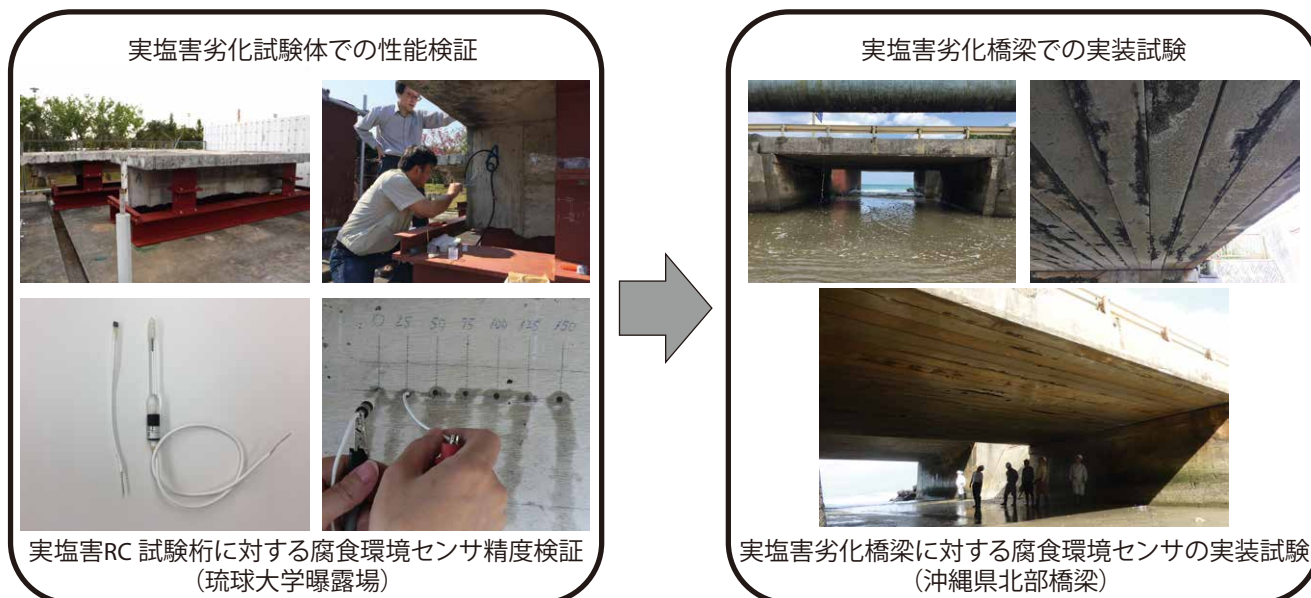 実塩害劣化試験体での性能検証
0 25 50 75 100 125 150
実塩害RC 試験桁に対する腐食環境センサ精度検証
（琉球大学曝露場）
実塩害劣化橋梁での実装試験
実塩害劣化橋梁に対する腐食環境センサの実装試験
（沖縄県北部橋梁）